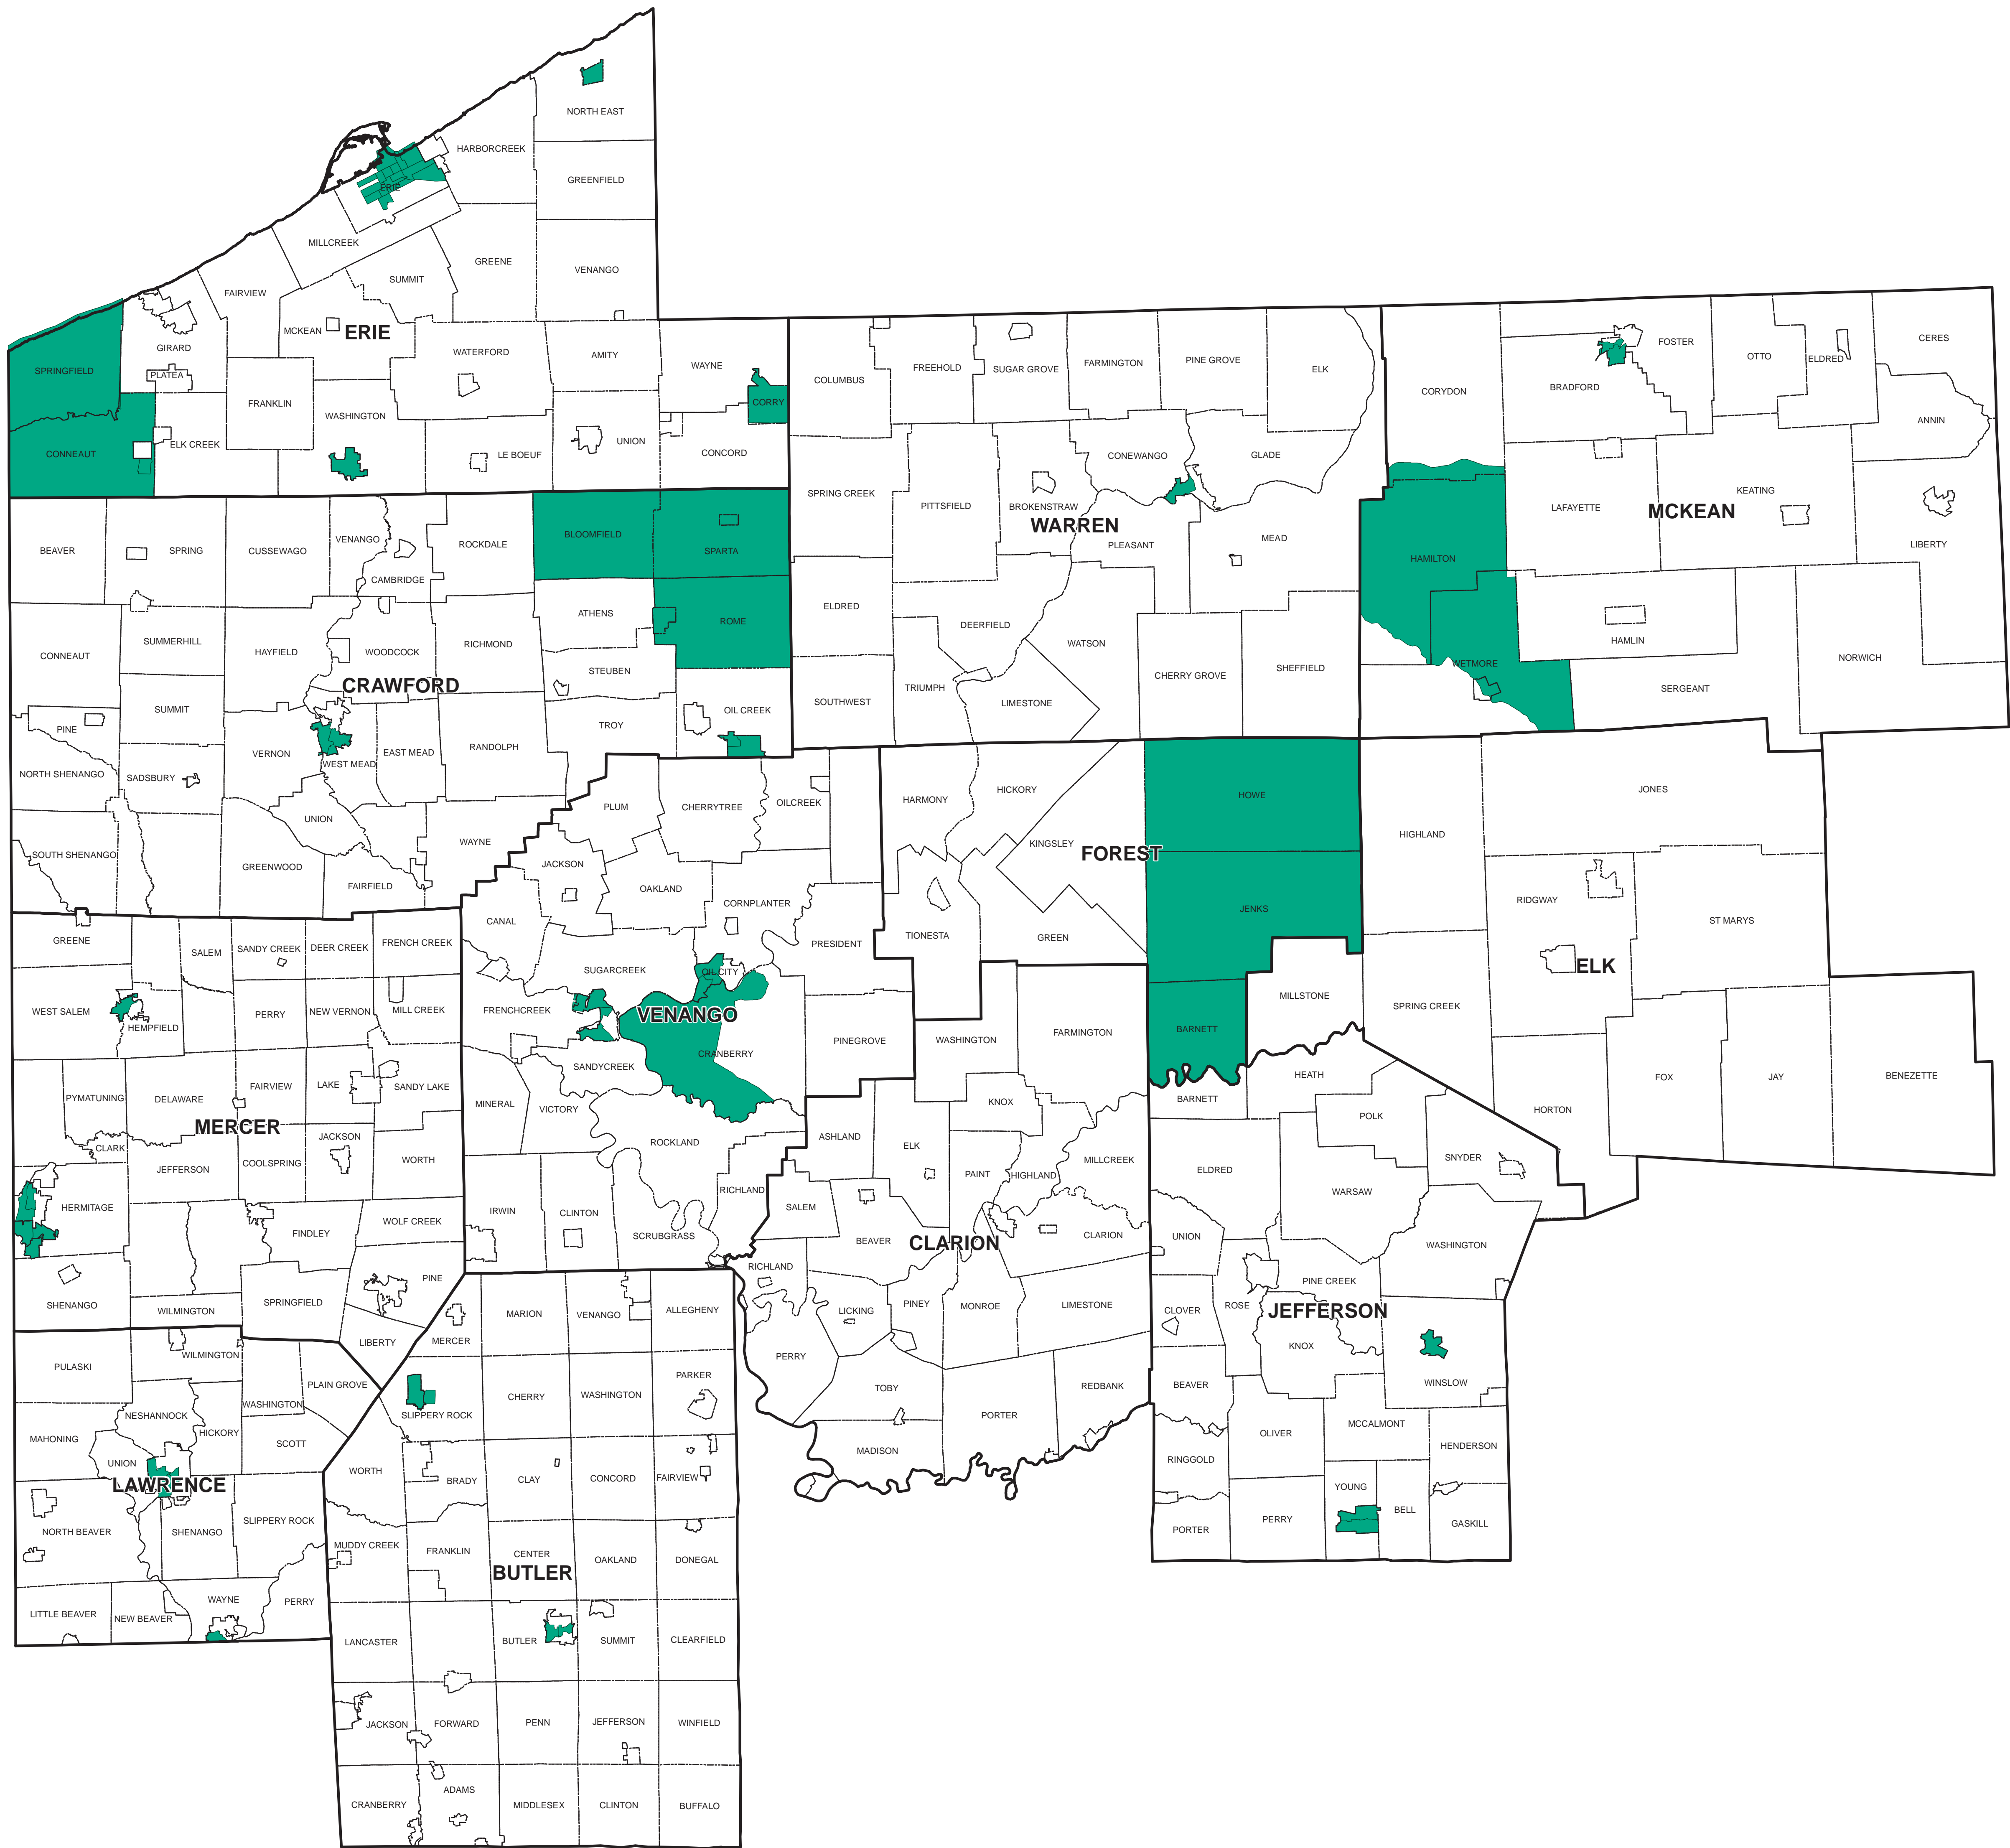 NORTH EAST
HARBORCREEK
GREENFIELD
ERIE
MILLCREEK
GREENE
VENANGO
SUMMIT
FAIRVIEW
MCKEAN
ERIE
GIRARD
WATERFORD
AMITY
WAYNE
SPRINGFIELD
PLATEA
FRANKLIN
WASHINGTON
CORRY
CONNEAUT
ELK CREEK
LE BOEUF
UNION
CONCORD
COLUMBUS
FREEHOLD
SUGAR GROVE
FARMINGTON
PINE GROVE
ELK
SPRING CREEK
PITTSFIELD
BROKENSTRAW
CONEWANGO
GLADE
WARREN
PLEASANT
MEAD
ELDRED
DEERFIELD
WATSON
CHERRY GROVE
SHEFFIELD
SOUTHWEST
TRIUMPH
LIMESTONE
CORYDON
BRADFORD
FOSTER
OTTO
ELDRED
CERES
ANNIN
LAFAYETTE
KEATING
MCKEAN
LIBERTY
HAMILTON
HAMLIN
WETMORE
SERGEANT
NORWICH
BEAVER
SPRING
CUSSEWAGO
VENANGO
ROCKDALE
BLOOMFIELD
SPARTA
CAMBRIDGE
ATHENS
ROME
CONNEAUT
SUMMERHILL
HAYFIELD
WOODCOCK
RICHMOND
STEUBEN
CRAWFORD
SUMMIT
OIL CREEK
PINE
TROY
VERNON
EAST MEAD
RANDOLPH
WEST MEAD
NORTH SHENANGO
SADSBURY
UNION
WAYNE
SOUTH SHENANGO
GREENWOOD
FAIRFIELD
PLUM
CHERRYTREE
OILCREEK
JACKSON
OAKLAND
CORNPLANTER
CANAL
PRESIDENT
SUGARCREEK
OIL CITY
FRENCHCREEK
VENANGO
CRANBERRY
PINEGROVE
SANDYCREEK
MINERAL
VICTORY
ROCKLAND
RICHLAND
IRWIN
CLINTON
SCRUBGRASS
HARMONY
HICKORY
HOWE
KINGSLEY
FOREST
JENKS
TIONESTA
GREEN
BARNETT
JONES
HIGHLAND
RIDGWAY
ST MARYS
ELK
MILLSTONE
SPRING CREEK
FOX
JAY
BENEZETTE
HORTON
GREENE
SALEM
SANDY CREEK
DEER CREEK
FRENCH CREEK
WEST SALEM
HEMPFIELD
PERRY
NEW VERNON
MILL CREEK
PYMATUNING
DELAWARE
FAIRVIEW
LAKE
SANDY LAKE
MERCER
JACKSON
CLARK
JEFFERSON
COOLSPRING
WORTH
HERMITAGE
FINDLEY
WOLF CREEK
SHENANGO
WILMINGTON
SPRINGFIELD
PINE
LIBERTY
WASHINGTON
FARMINGTON
KNOX
ASHLAND
ELK
PAINT
HIGHLAND
MILLCREEK
SALEM
BEAVER
CLARION
CLARION
RICHLAND
LICKING
PINEY
MONROE
LIMESTONE
PERRY
TOBY
REDBANK
PORTER
MADISON
HEATH
BARNETT
POLK
ELDRED
SNYDER
WARSAW
UNION
WASHINGTON
PINE CREEK
CLOVER
ROSE
JEFFERSON
KNOX
BEAVER
WINSLOW
OLIVER
MCCALMONT
RINGGOLD
HENDERSON
YOUNG
BELL
PORTER
PERRY
GASKILL
PULASKI
WILMINGTON
PLAIN GROVE
WASHINGTON
NESHANNOCK
MAHONING
HICKORY
SCOTT
UNION
LAWRENCE
NORTH BEAVER
SHENANGO
SLIPPERY ROCK
LITTLE BEAVER
NEW BEAVER
WAYNE
PERRY
MERCER
MARION
VENANGO
ALLEGHENY
SLIPPERY ROCK
CHERRY
WASHINGTON
PARKER
WORTH
BRADY
CLAY
CONCORD
FAIRVIEW
MUDDY CREEK
FRANKLIN
CENTER
OAKLAND
DONEGAL
BUTLER
LANCASTER
BUTLER
SUMMIT
CLEARFIELD
JACKSON
FORWARD
PENN
JEFFERSON
WINFIELD
CRANBERRY
ADAMS
MIDDLESEX
CLINTON
BUFFALO